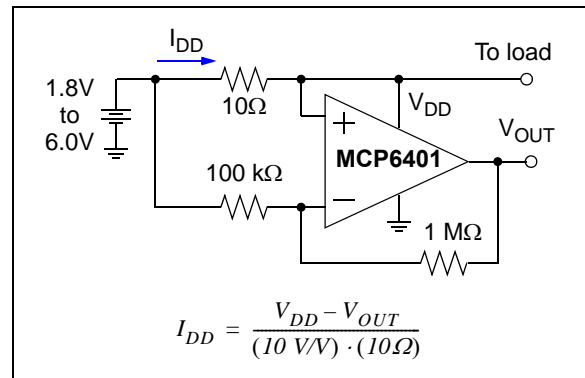 I_DD
To load
1.8V
to
6.0V
10Ω
V_DD
V_OUT
+
MCP6401
100 kΩ
−
1 MΩ
I_DD = (V_DD – V_OUT) / ((10 V/V) · (10Ω))